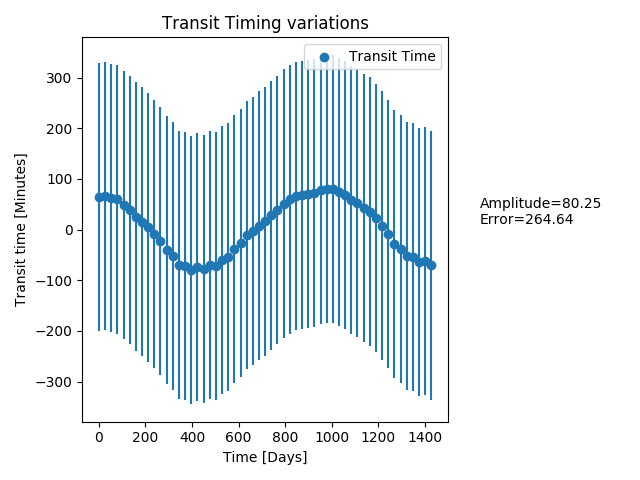 Transit Timing variations
Transit Time
300
200
100
0
−100
−200
−300
Transit time [Minutes]
0 200 400 600 800 1000 1200 1400
Time [Days]
Amplitude=80.25
Error=264.64